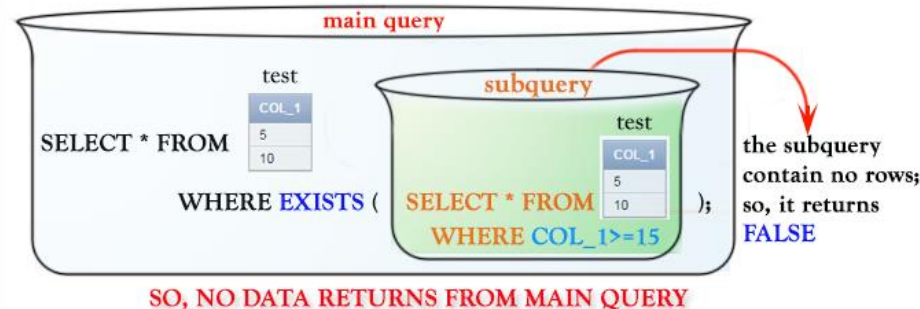 main query
test
COL_1
5
10
SELECT * FROM
WHERE EXISTS (
subquery
test
COL_1
5
10
SELECT * FROM
WHERE COL_1>=15
);
the subquery
contain no rows;
so, it returns
FALSE
SO, NO DATA RETURNS FROM MAIN QUERY